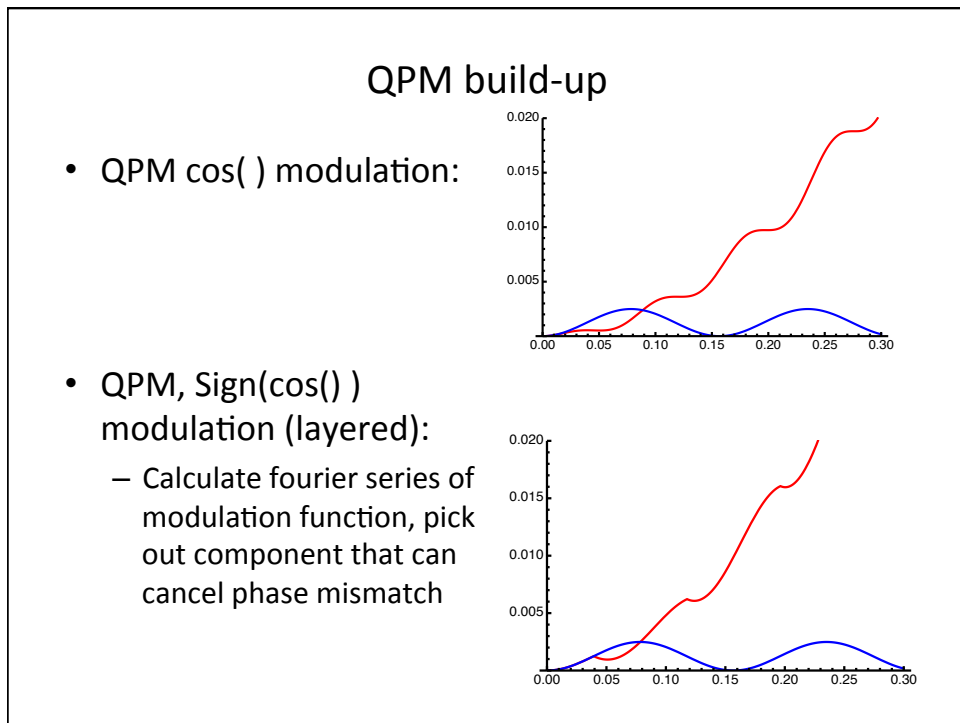 QPM build-up
• QPM cos( ) modulation:
0.020
0.015
0.010
0.005
0.00 0.05 0.10 0.15 0.20 0.25 0.30
• QPM, Sign(cos() )
modulation (layered):
– Calculate fourier series of
modulation function, pick
out component that can
cancel phase mismatch
0.020
0.015
0.010
0.005
0.00 0.05 0.10 0.15 0.20 0.25 0.30